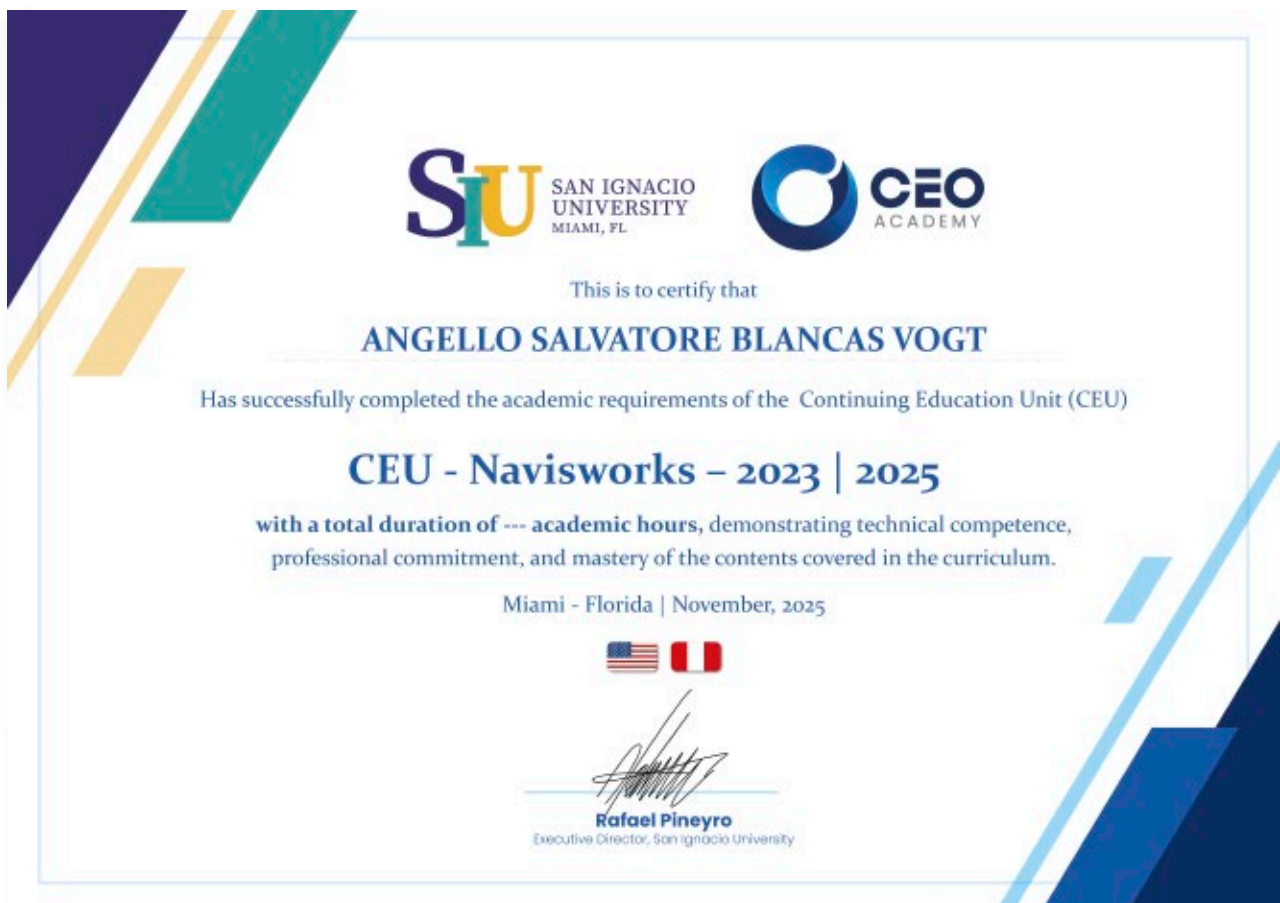 SIU
SAN IGNACIO
UNIVERSITY
MIAMI, FL
CEO
ACADEMY
This is to certify that
ANGELLO SALVATORE BLANCAS VOGT
Has successfully completed the academic requirements of the Continuing Education Unit (CEU)
CEU - Navisworks – 2023 | 2025
with a total duration of --- academic hours, demonstrating technical competence,
professional commitment, and mastery of the contents covered in the curriculum.
Miami - Florida | November, 2025
Rafael Pineyro
Executive Director, San Ignacio University